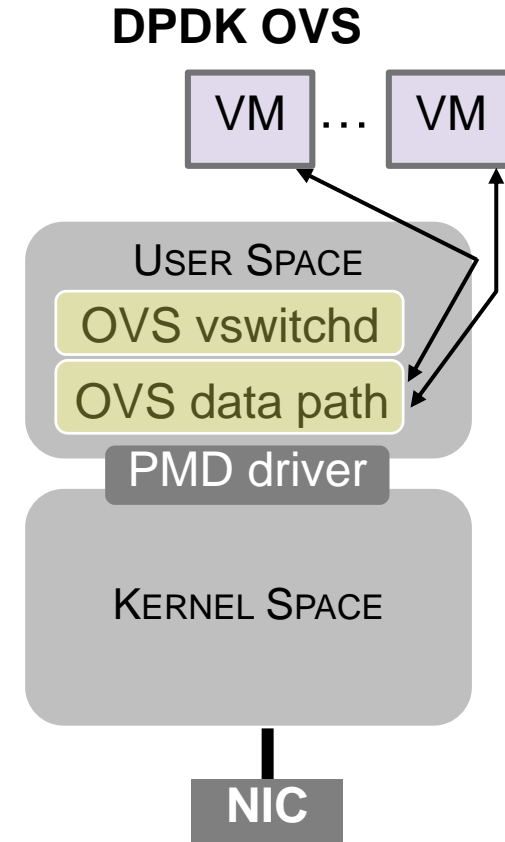 DPDK OVS
VM ... VM
USER SPACE
OVS vswitchd
OVS data path
PMD driver
KERNEL SPACE
NIC